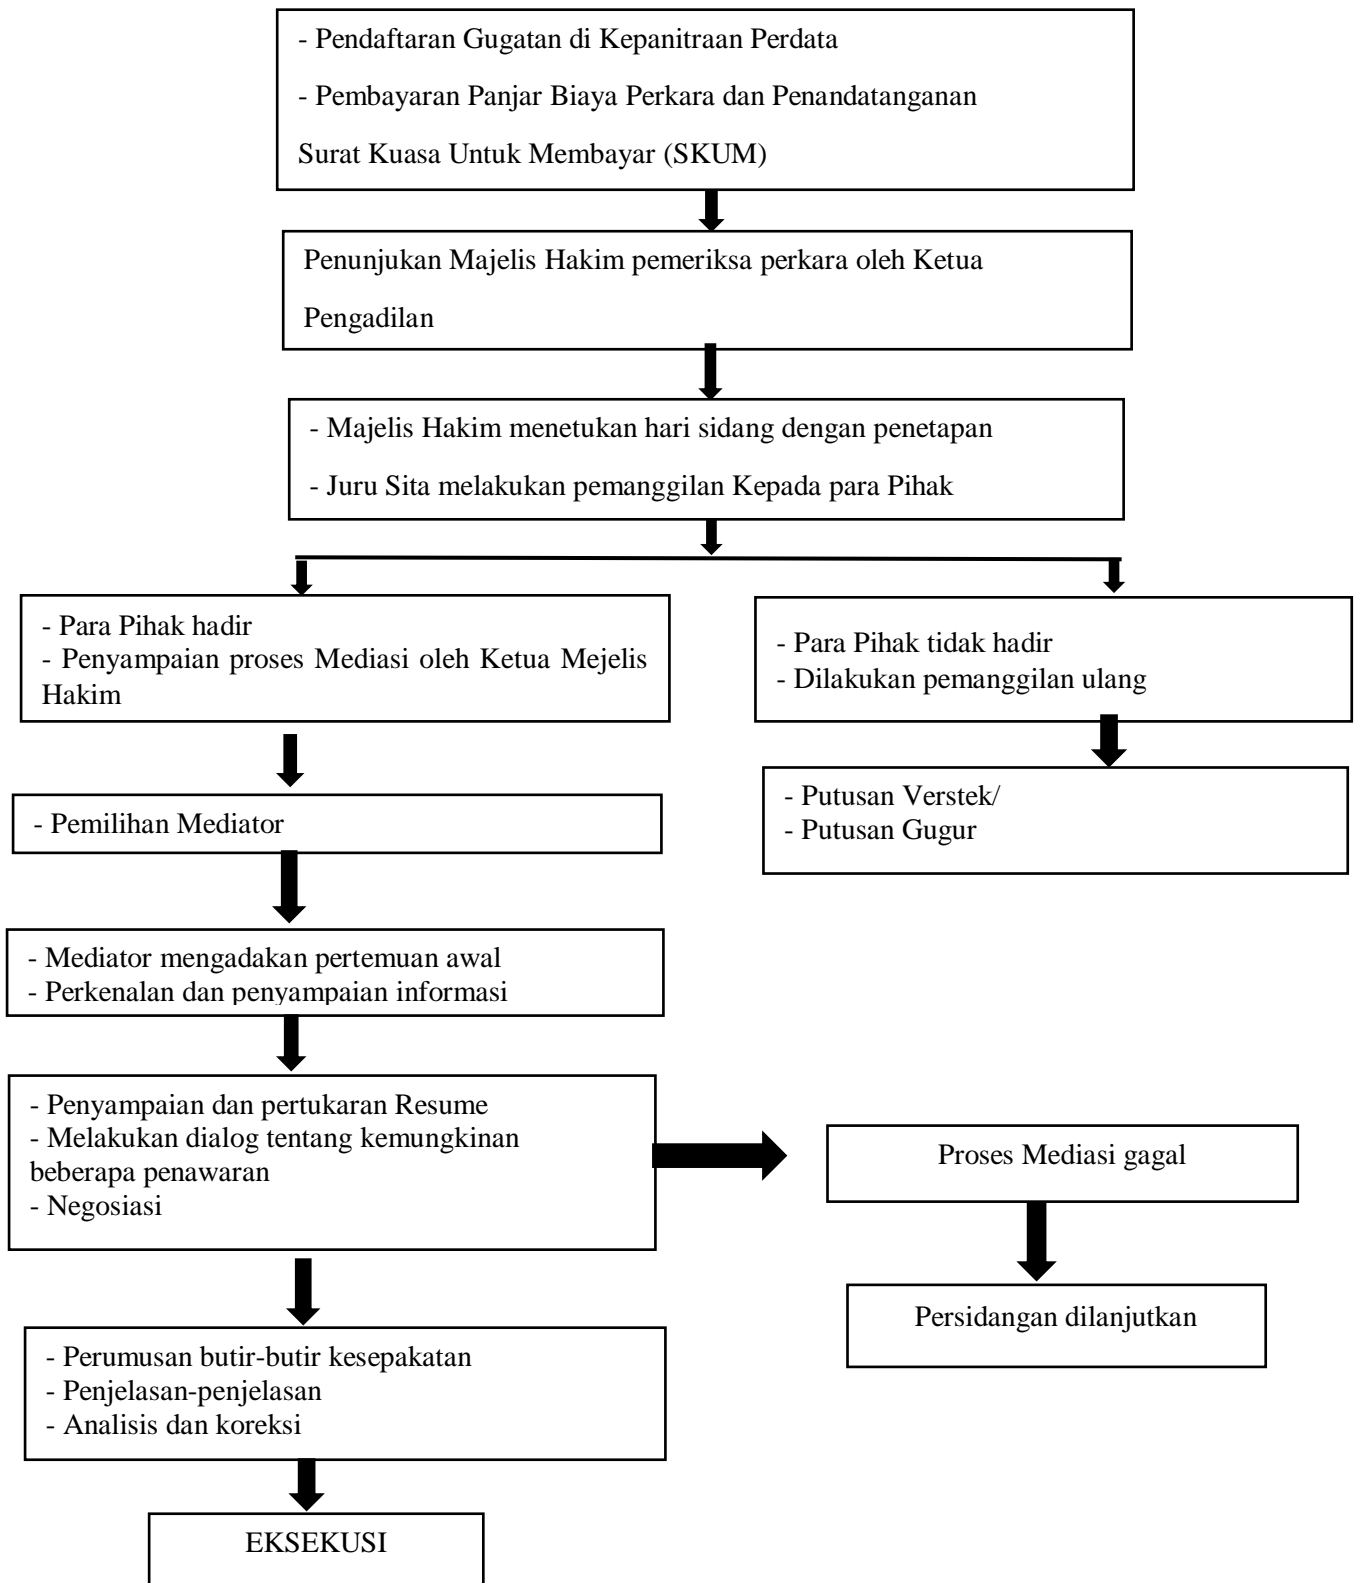 - Pendaftaran Gugatan di Kepanitraan Perdata
- Pembayaran Panjar Biaya Perkara dan Penandatanganan
Surat Kuasa Untuk Membayar (SKUM)
Penunjukan Majelis Hakim pemeriksa perkara oleh Ketua
Pengadilan
- Majelis Hakim menetukan hari sidang dengan penetapan
- Juru Sita melakukan pemanggilan Kepada para Pihak
- Para Pihak hadir
- Penyampaian proses Mediasi oleh Ketua Mejelis
Hakim
- Para Pihak tidak hadir
- Dilakukan pemanggilan ulang
- Pemilihan Mediator
- Putusan Verstek/
- Putusan Gugur
- Mediator mengadakan pertemuan awal
- Perkenalan dan penyampaian informasi
- Penyampaian dan pertukaran Resume
- Melakukan dialog tentang kemungkinan
beberapa penawaran
- Negosiasi
Proses Mediasi gagal
Persidangan dilanjutkan
- Perumusan butir-butir kesepakatan
- Penjelasan-penjelasan
- Analisis dan koreksi
EKSEKUSI